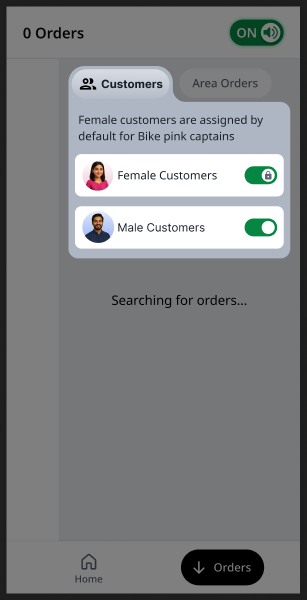 0 Orders
ON
Customers
Area Orders
Female customers are assigned by
default for Bike pink captains
Female Customers
Male Customers
Searching for orders...
Home
Orders